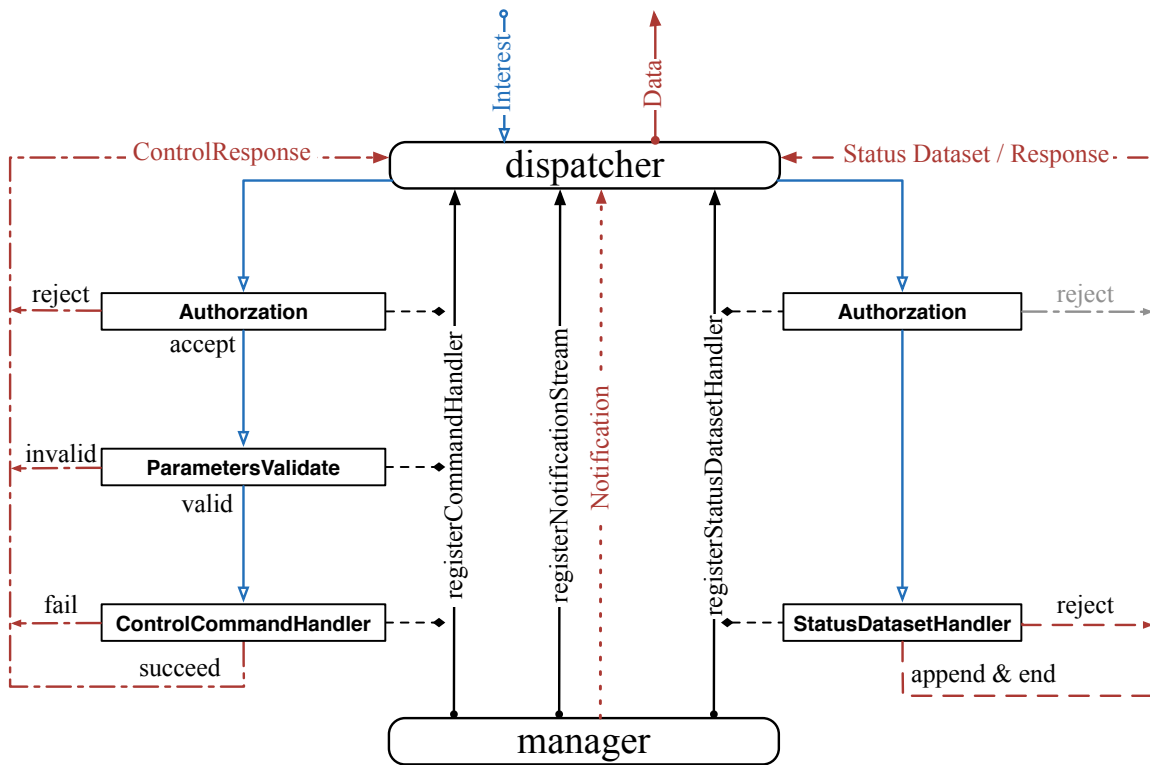 Interest
Data
ControlResponse
dispatcher
Status Dataset / Response
reject
Authorzation
accept
Authorzation
reject
invalid
ParametersValidate
valid
registerCommandHandler
registerNotificationStream
Notification
registerStatusDatasetHandler
fail
ControlCommandHandler
succeed
StatusDatasetHandler
reject
append & end
manager